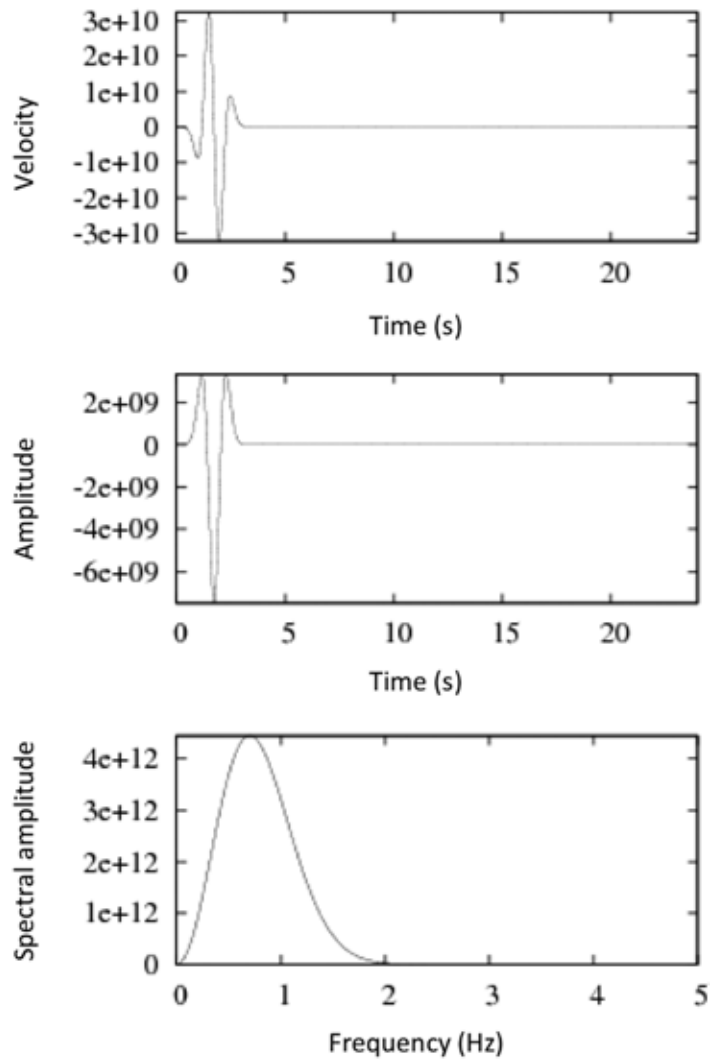 Velocity
3e+10
2e+10
1e+10
0
-1e+10
-2e+10
-3e+10
0 5 10 15 20
Time (s)
Amplitude
2e+09
0
-2e+09
-4e+09
-6e+09
0 5 10 15 20
Time (s)
Spectral amplitude
4e+12
3e+12
2e+12
1e+12
0
0 1 2 3 4 5
Frequency (Hz)